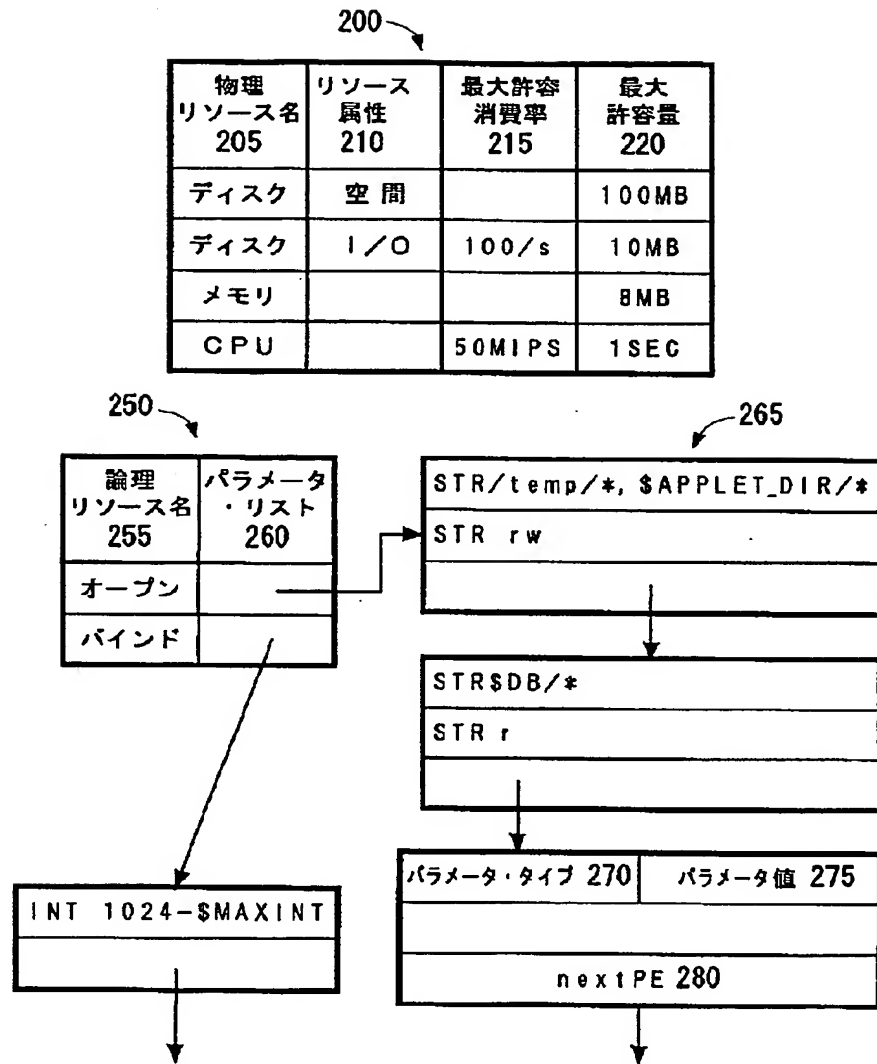 200
物理
リソース名
205
リソース
属性
210
最大許容
消費率
215
最大
許容量
220
ディスク 空間 100MB
ディスク I/O 100/s 10MB
メモリ 8MB
CPU 50MIPS 1SEC
250
論理
リソース名
255
パラメータ
・リスト
260
オープン
バインド
265
STR/temp/*, $APPLET_DIR/*
STR rw
STR$DB/*
STR r
INT 1024-$MAXINT
パラメータ・タイプ 270 パラメータ値 275
nextPE 280